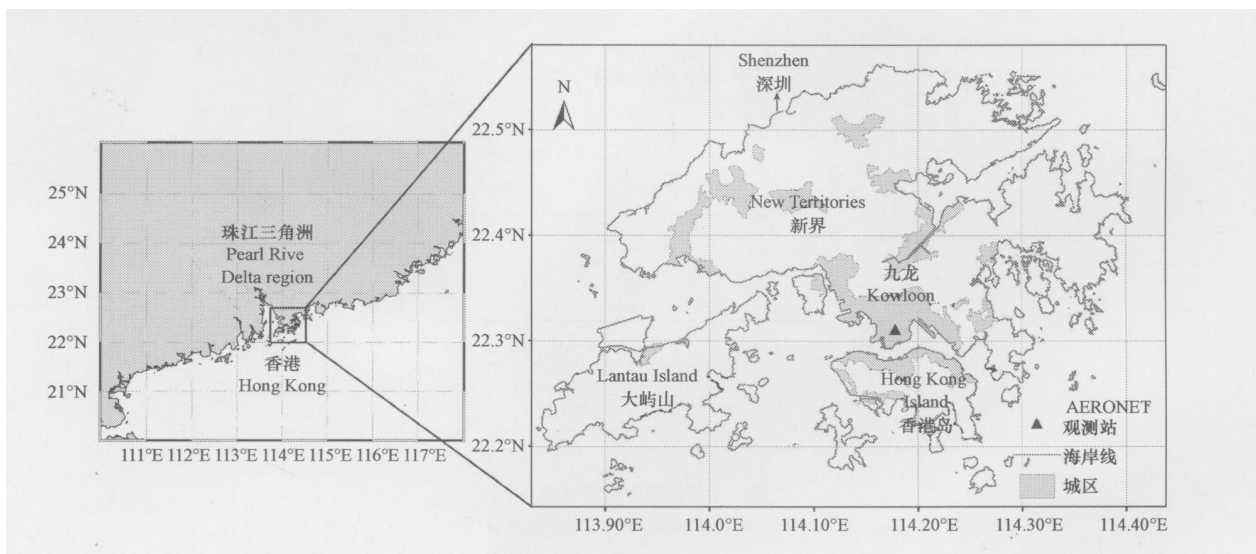 25°N
24°N
23°N
22°N
21°N
111°E 112°E 113°E 114°E 115°E 116°E 117°E
珠江三角洲
Pearl Rive
Delta region
香港
Hong Kong
22.5°N
22.4°N
22.3°N
22.2°N
113.90°E 114.0°E 114.10°E 114.20°E 114.30°E 114.40°E
N
Shenzhen
深圳
New Territories
新界
九龙
Kowloon
Lantau Island
大屿山
Hong Kong
Island
香港岛
AERONET
观测站
海岸线
城区